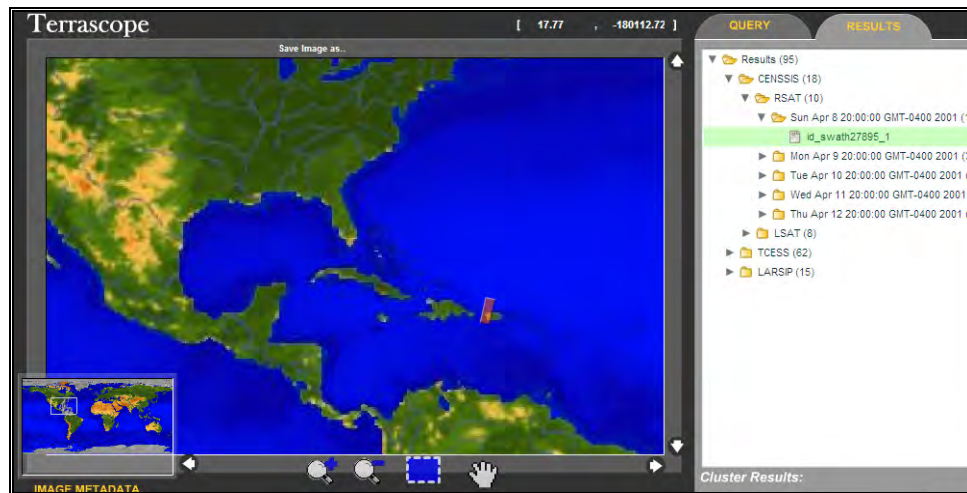 Terrascope
[ 17.77 , -180112.72 ]
Save Image as..
IMAGE METADATA
QUERY
RESULTS
Results (95)
CENSSIS (18)
RSAT (10)
Sun Apr 8 20:00:00 GMT-0400 2001
id_swath27895_1
Mon Apr 9 20:00:00 GMT-0400 2001
Tue Apr 10 20:00:00 GMT-0400 2001
Wed Apr 11 20:00:00 GMT-0400 2001
Thu Apr 12 20:00:00 GMT-0400 2001
LSAT (8)
TCESS (62)
LARSIP (15)
Cluster Results: